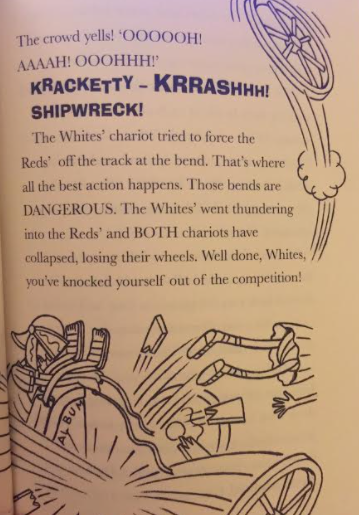 The crowd yells! ‘OOOOOH!
AAAAH! OOOHHH!’
KRACKETTY – KRRASHHH!
SHIPWRECK!
The Whites’ chariot tried to force the
Reds’ off the track at the bend. That’s where
all the best action happens. Those bends are
DANGEROUS. The Whites’ went thundering
into the Reds’ and BOTH chariots have
collapsed, losing their wheels. Well done, Whites,
you’ve knocked yourself out of the competition!
ALBUM